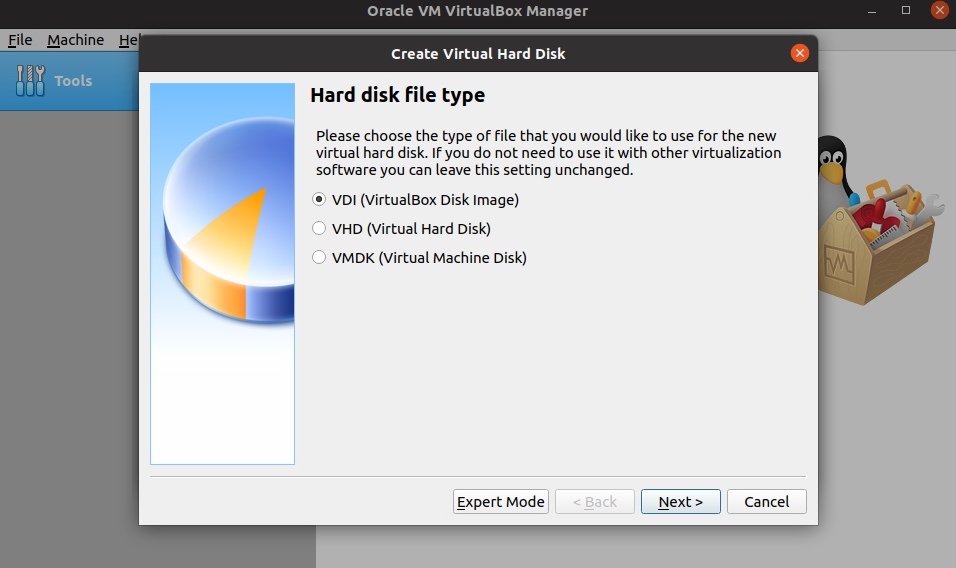 Oracle VM VirtualBox Manager
File Machine
Create Virtual Hard Disk
Tools
Hard disk file type
Please choose the type of file that you would like to use for the new
virtual hard disk. If you do not need to use it with other virtualization
software you can leave this setting unchanged.
VDI (VirtualBox Disk Image)
VHD (Virtual Hard Disk)
VMDK (Virtual Machine Disk)
Expert Mode < Back Next > Cancel